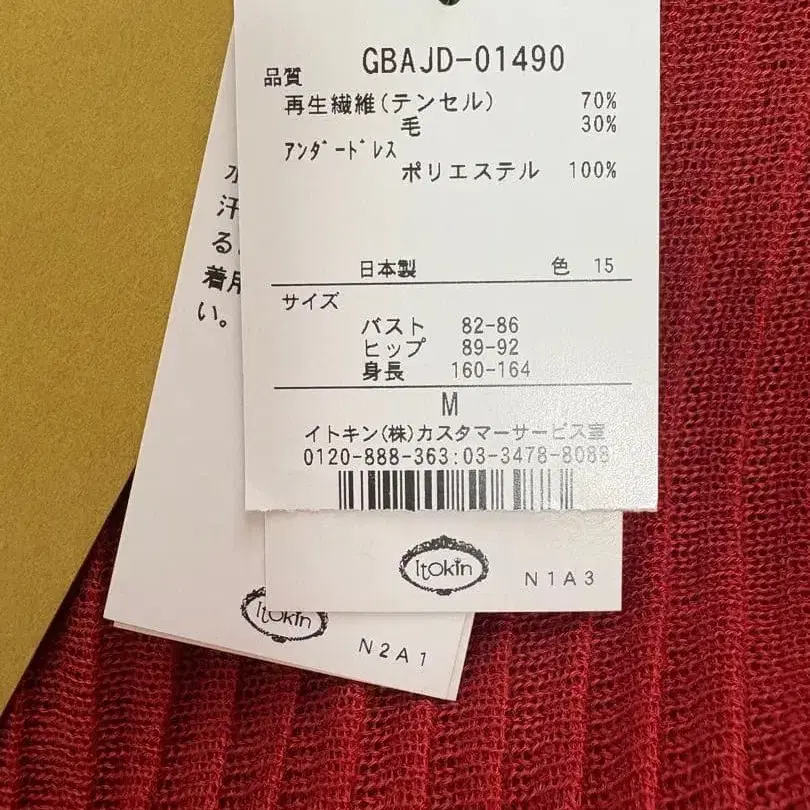 GBAJD-01490
品質
再生繊維(テンセル) 70%
毛 30%
アンダードレス
ポリエステル 100%
日本製 色 15
サイズ
バスト 82-86
ヒップ 89-92
身長 160-164
M
イトキン(株)カスタマーサービス室
0120-888-363:03-3478-8088
Itokin N1A3
汗
る
着用
い。
Itokin N2A1